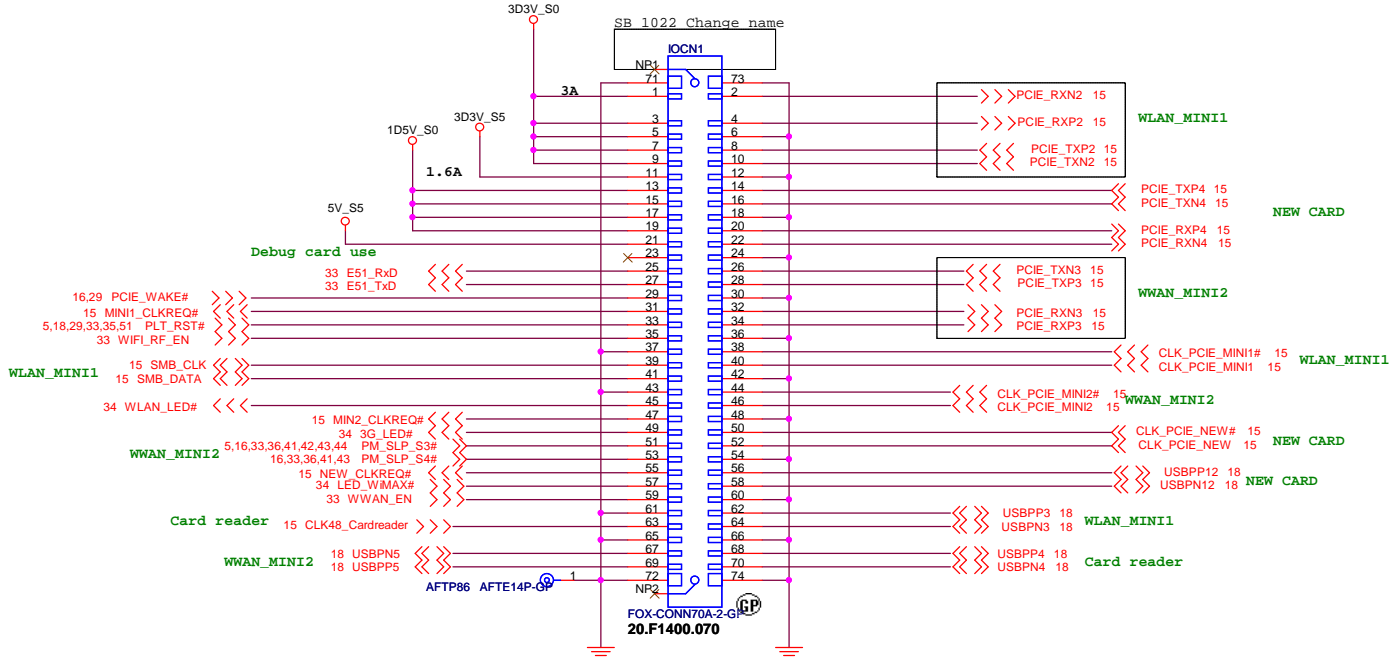 3D3V_S0
SB 1022 Change name
IOCN1
NP1
71 73
1 2
3A
PCIE_RXN2 15
3D3V_S5
3 4
PCIE_RXP2 15
WLAN_MINI1
1D5V_S0
5 6
7 8
PCIE_TXP2 15
9 10
PCIE_TXN2 15
1.6A
11 12
13 14
PCIE_TXP4 15
15 16
PCIE_TXN4 15
5V_S5
17 18
NEW CARD
19 20
PCIE_RXP4 15
21 22
PCIE_RXN4 15
Debug card use
23 24
33 E51_RxD
25 26
PCIE_TXN3 15
33 E51_TxD
27 28
PCIE_TXP3 15
16,29 PCIE_WAKE#
29 30
WWAN_MINI2
15 MINI1_CLKREQ#
31 32
PCIE_RXN3 15
5,18,29,33,35,51 PLT_RST#
33 34
PCIE_RXP3 15
33 WIFI_RF_EN
35 36
37 38
CLK_PCIE_MINI1# 15
WLAN_MINI1
15 SMB_CLK
39 40
CLK_PCIE_MINI1 15
WLAN_MINI1
15 SMB_DATA
41 42
43 44
CLK_PCIE_MINI2# 15
34 WLAN_LED#
45 46
CLK_PCIE_MINI2 15
WWAN_MINI2
15 MIN2_CLKREQ#
47 48
34 3G_LED#
49 50
CLK_PCIE_NEW# 15
5,16,33,36,41,42,43,44 PM_SLP_S3#
51 52
CLK_PCIE_NEW 15
NEW CARD
WWAN_MINI2
16,33,36,41,43 PM_SLP_S4#
53 54
15 NEW_CLKREQ#
55 56
USBPP12 18
34 LED_WiMAX#
57 58
USBPN12 18
NEW CARD
33 WWAN_EN
59 60
61 62
USBPP3 18
Card reader
15 CLK48_Cardreader
63 64
USBPN3 18
WLAN_MINI1
65 66
18 USBPN5
67 68
USBPP4 18
WWAN_MINI2
18 USBPP5
69 70
USBPN4 18
Card reader
AFTP86 AFTE14P-GP
1
72 74
NP2
GP
FOX-CONN70A-2-GP
20.F1400.070